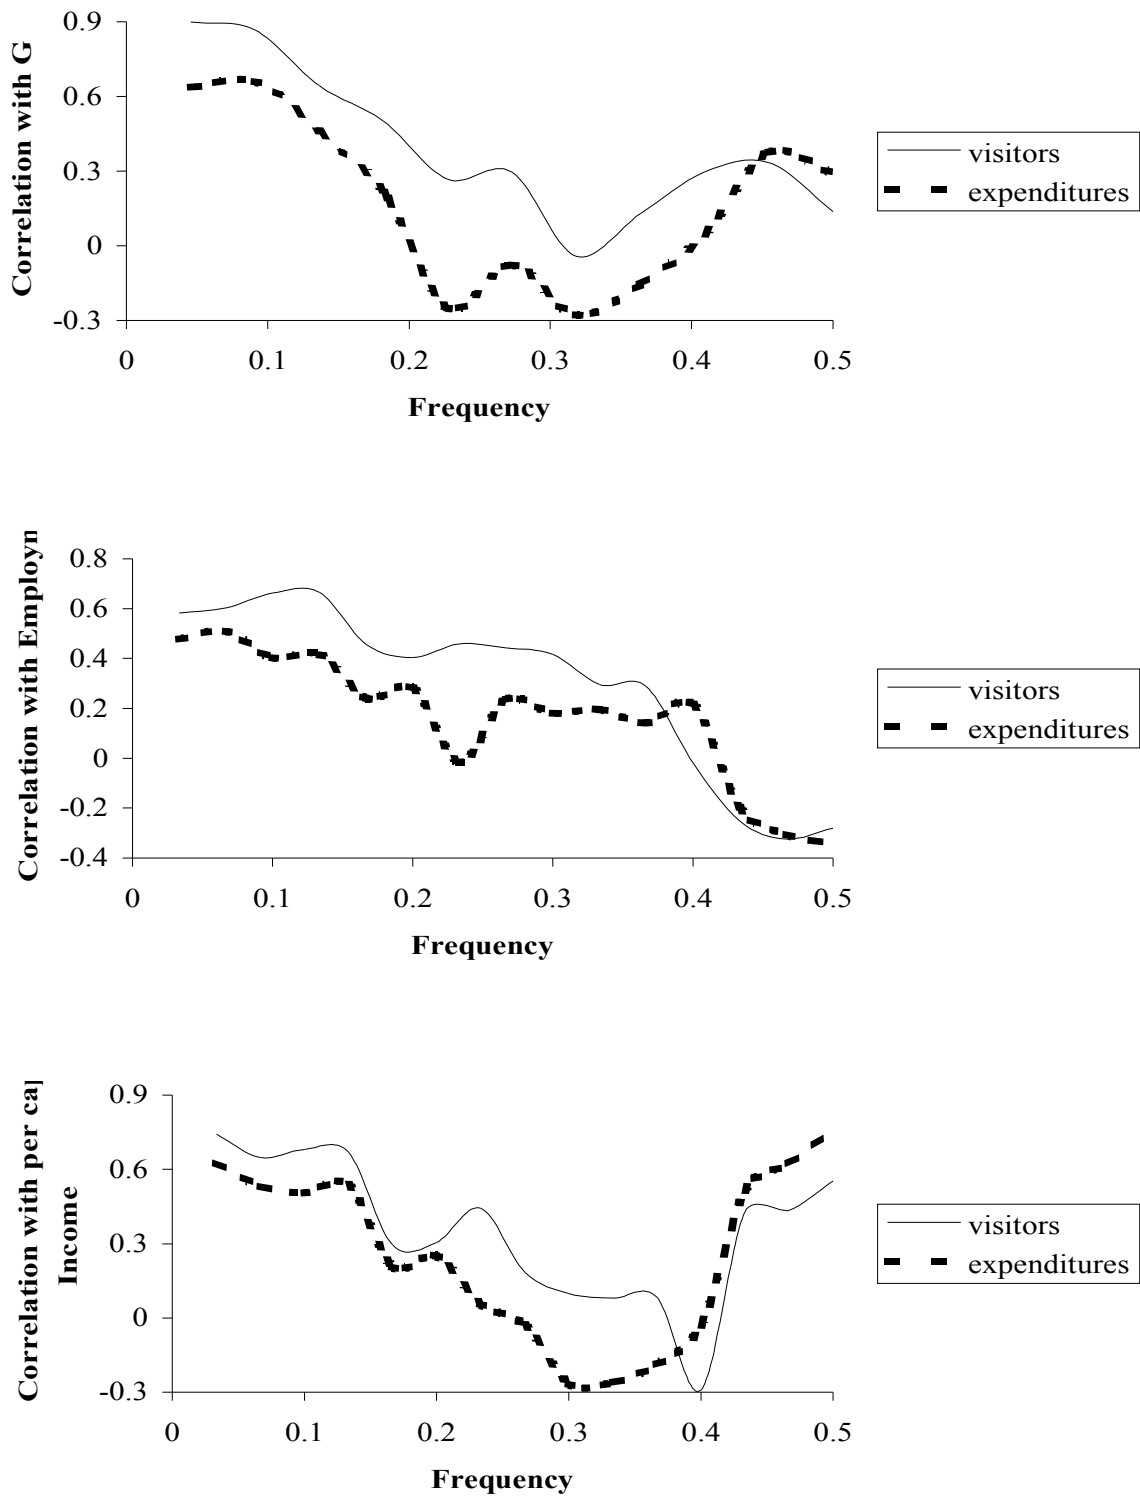 Correlation with G
0.9
0.6
0.3
0
-0.3
0 0.1 0.2 0.3 0.4 0.5
Frequency
visitors
expenditures
Correlation with Employn
0.8
0.6
0.4
0.2
0
-0.2
-0.4
0 0.1 0.2 0.3 0.4 0.5
Frequency
visitors
expenditures
Correlation with per ca
Income
0.9
0.6
0.3
0
-0.3
0 0.1 0.2 0.3 0.4 0.5
Frequency
visitors
expenditures